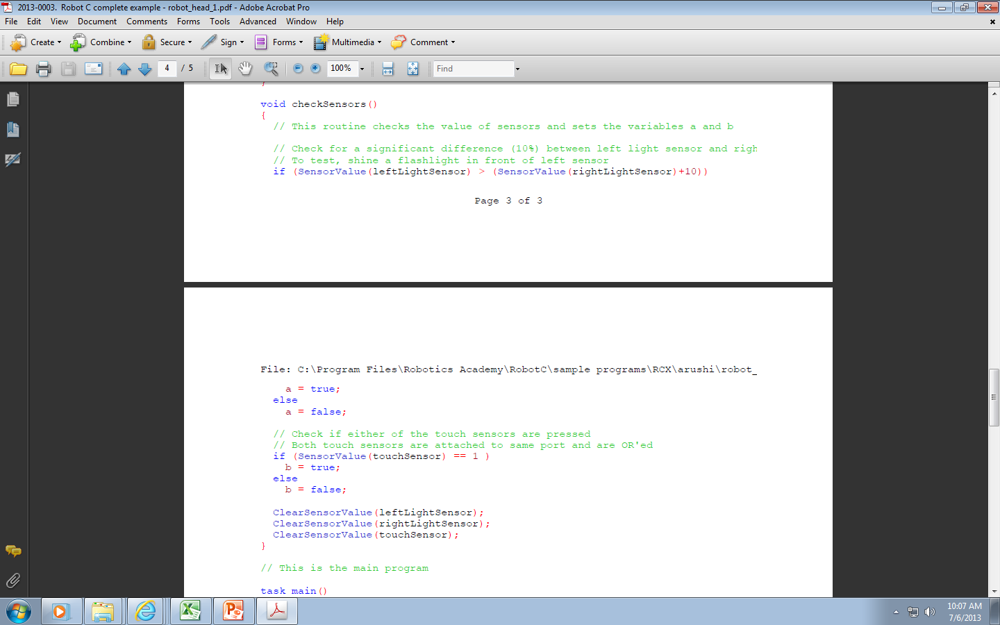 2013-0003.  Robot C complete example - robot_head_1.pdf - Adobe Acrobat Pro
File Edit View Document Comments Forms Tools Advanced Window Help
Create Combine Secure Sign Forms Multimedia Comment
4 / 5 100% Find
void checkSensors()
{
// This routine checks the value of sensors and sets the variables a and b
// Check for a significant difference (10%) between left light sensor and righ
// To test, shine a flashlight in front of left sensor
if (SensorValue(leftLightSensor) > (SensorValue(rightLightSensor)+10))
Page 3 of 3
File: C:\Program Files\Robotics Academy\RobotC\sample programs\RCX\arushi\robot_
a = true;
else
a = false;
// Check if either of the touch sensors are pressed
// Both touch sensors are attached to same port and are OR'ed
if (SensorValue(touchSensor) == 1 )
b = true;
else
b = false;
ClearSensorValue(leftLightSensor);
ClearSensorValue(rightLightSensor);
ClearSensorValue(touchSensor);
}
// This is the main program
task main()
10:07 AM
7/6/2013